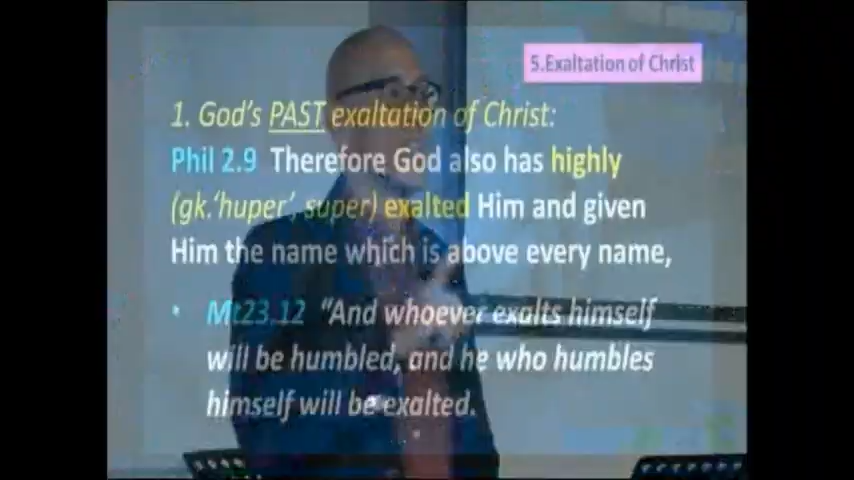 5.Exaltation of Christ
1. God's PAST exaltation of Christ:
Phil 2.9 Therefore God also has highly
(gk.'huper', super) exalted Him and given
Him the name which is above every name,
• Mt23.12 "And whoever exalts himself
will be humbled, and he who humbles
himself will be exalted.